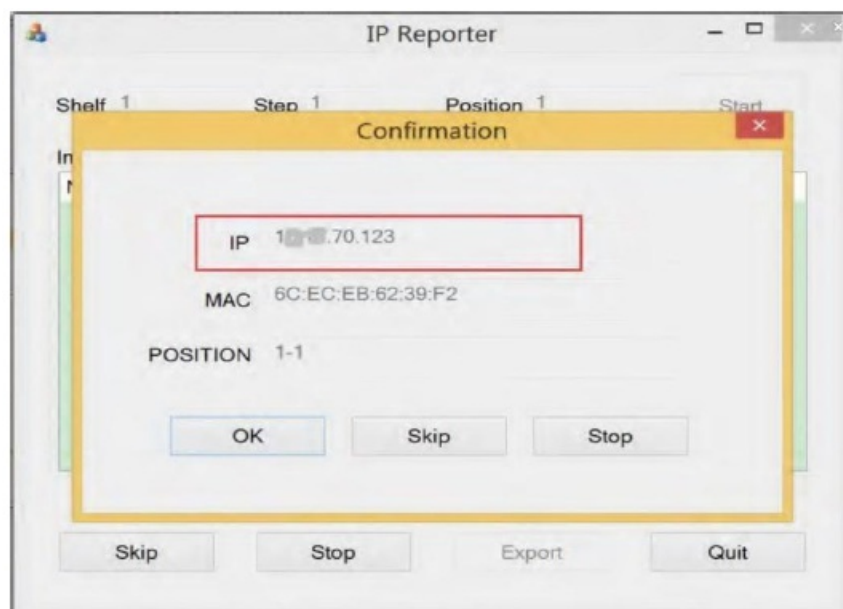 IP Reporter
Shelf 1 Step 1 Position 1 Start
Confirmation
IP .70.123
MAC 6C:EC:EB:62:39:F2
POSITION 1-1
OK Skip Stop
Skip Stop Export Quit